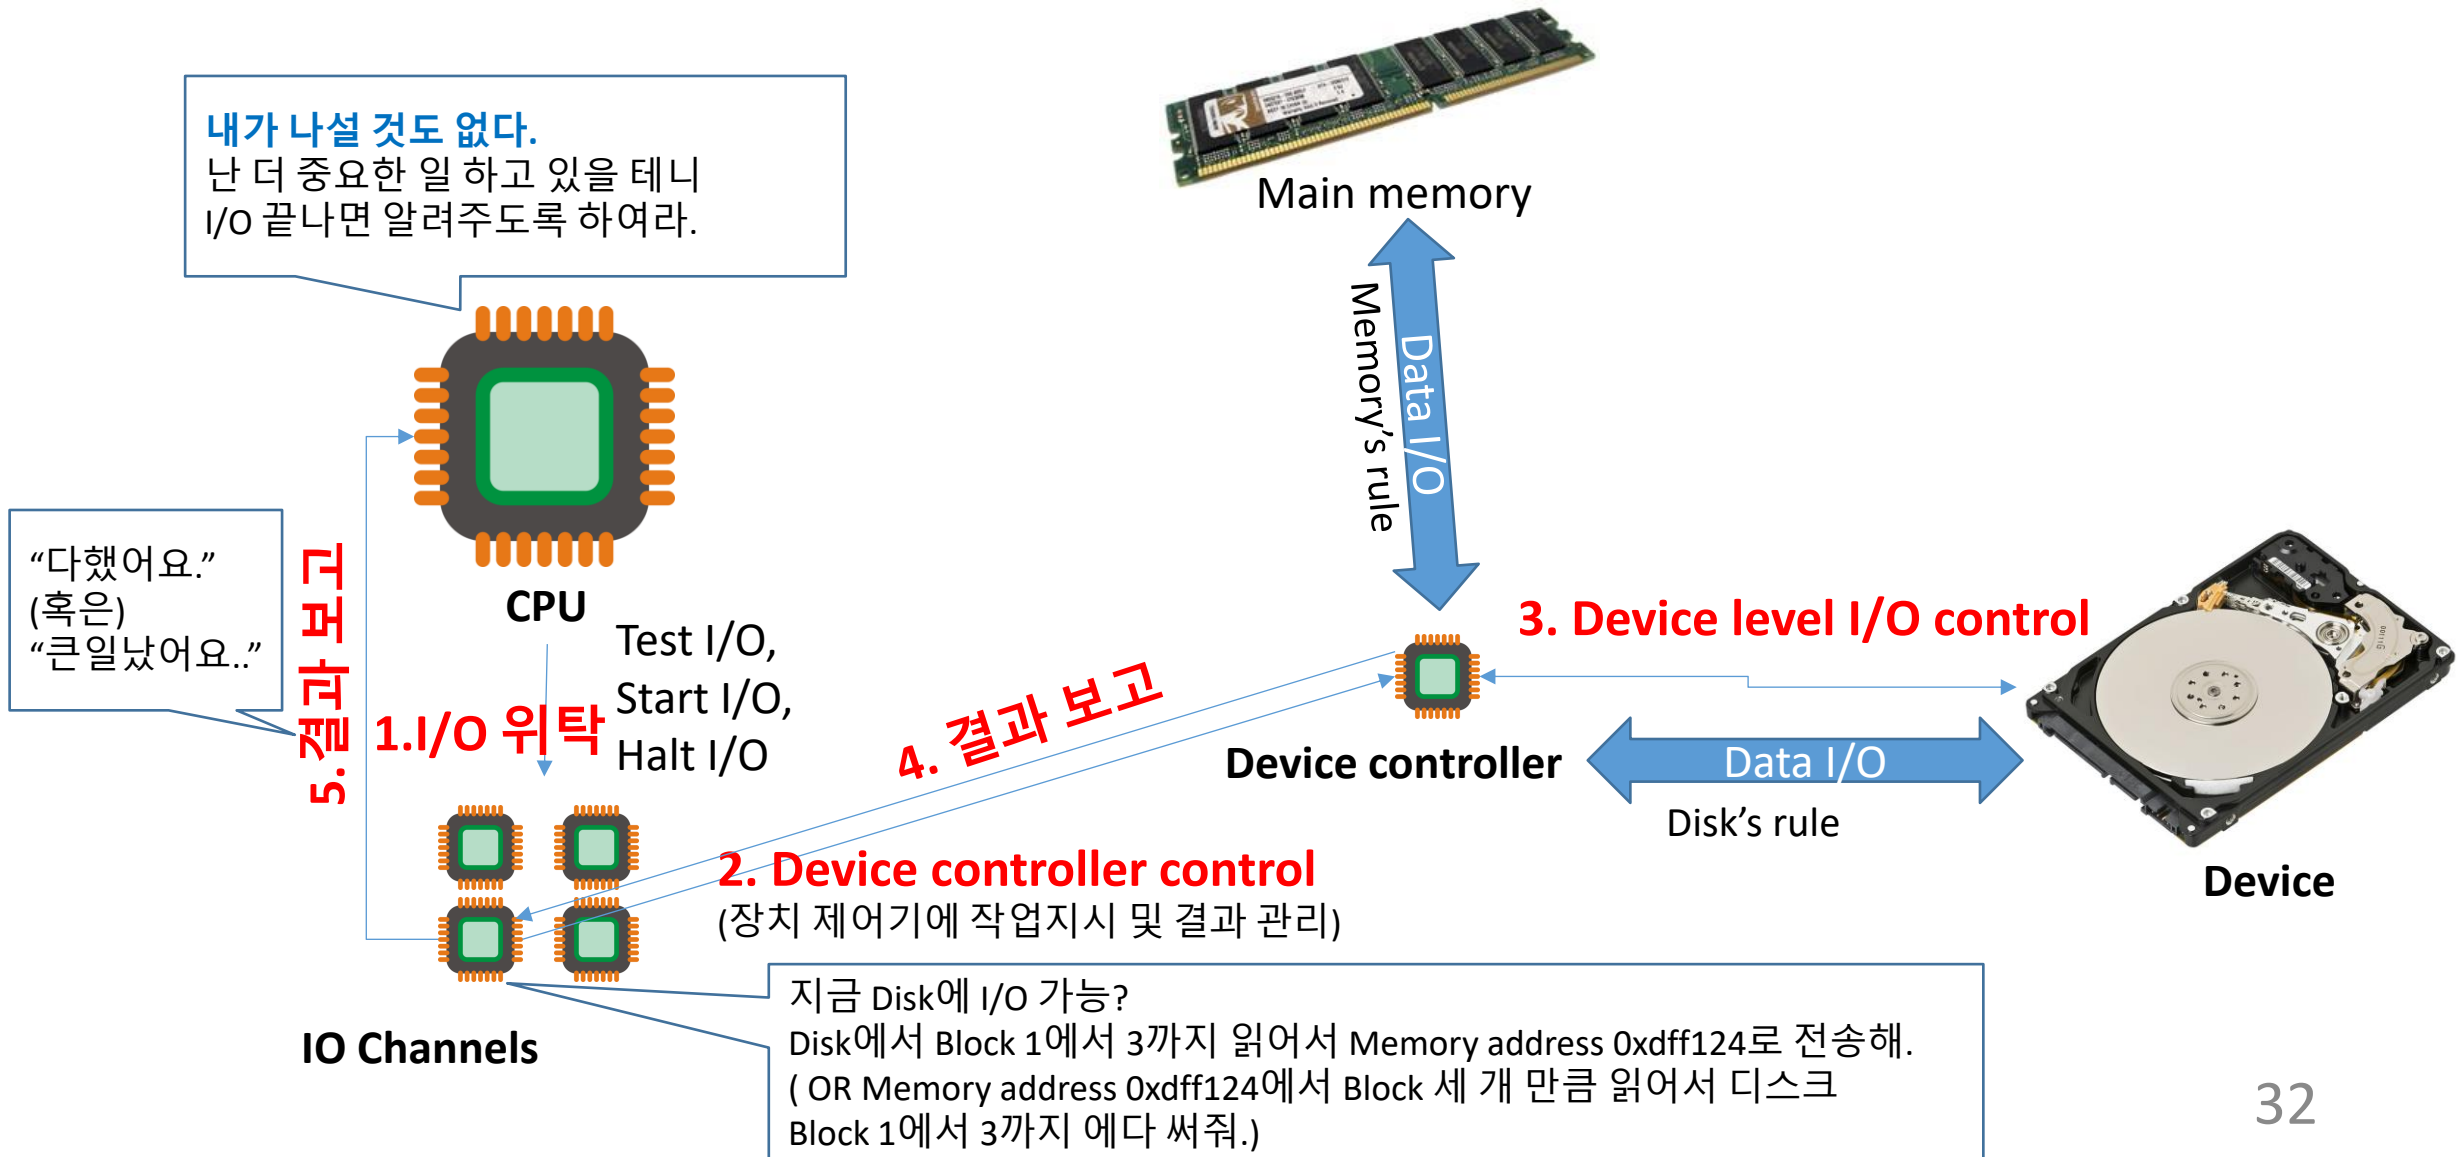 내가 나설 것도 없다.
난 더 중요한 일 하고 있을 테니
I/O 끝나면 알려주도록 하여라.
Main memory
Memory's rule
Data I/O
CPU
“다했어요.”
(혹은)
“큰일났어요..”
5. 결과 보고
1.I/O 위탁
Test I/O,
Start I/O,
Halt I/O
4. 결과 보고
3. Device level I/O control
Device controller
Data I/O
Disk's rule
Device
2. Device controller control
(장치 제어기에 작업지시 및 결과 관리)
IO Channels
지금 Disk에 I/O 가능?
Disk에서 Block 1에서 3까지 읽어서 Memory address 0xdff124로 전송해.
( OR Memory address 0xdff124에서 Block 세 개 만큼 읽어서 디스크
Block 1에서 3까지 에다 써줘.)
32